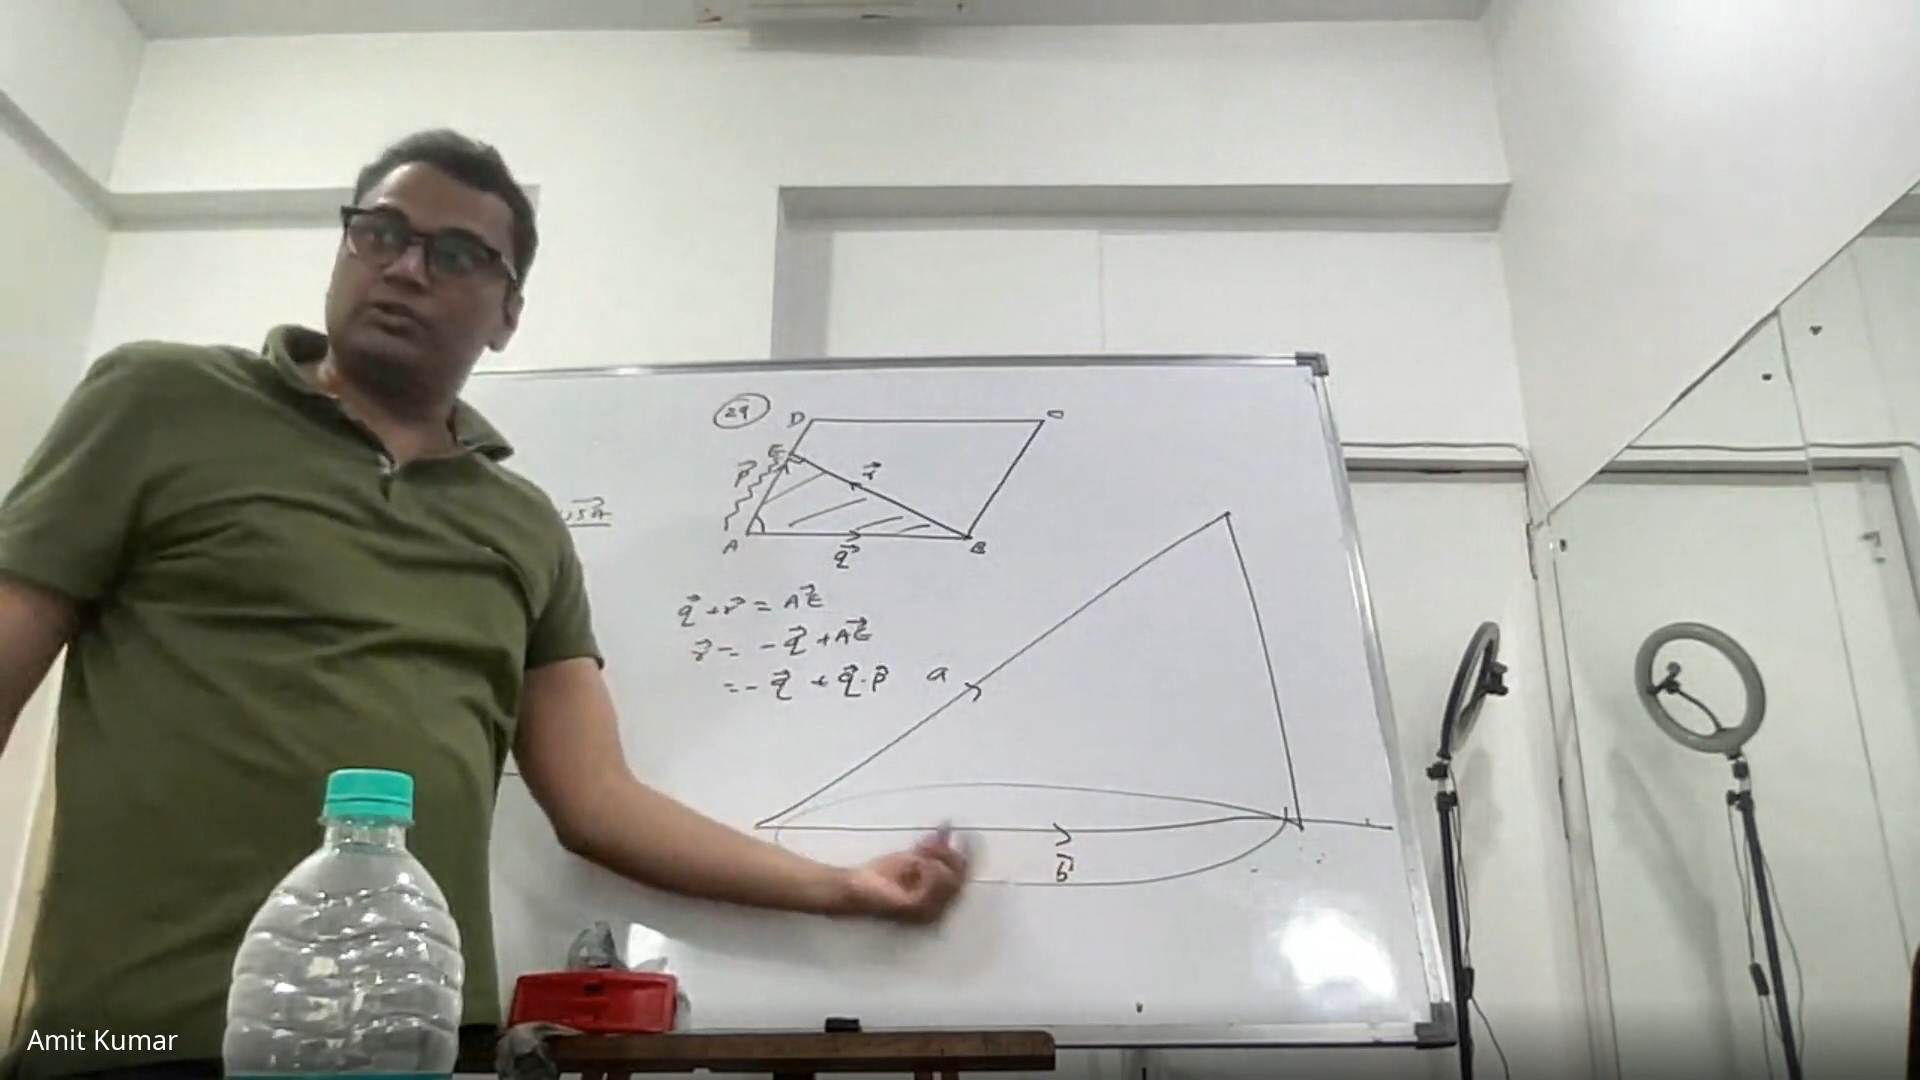 29
D
C
E
p⃗
r⃗
A
q⃗
B
q⃗ + r⃗ = AE⃗
r⃗ = - q⃗ + AE⃗
= - q⃗ + q⃗ . p⃗
a
b⃗
Amit Kumar